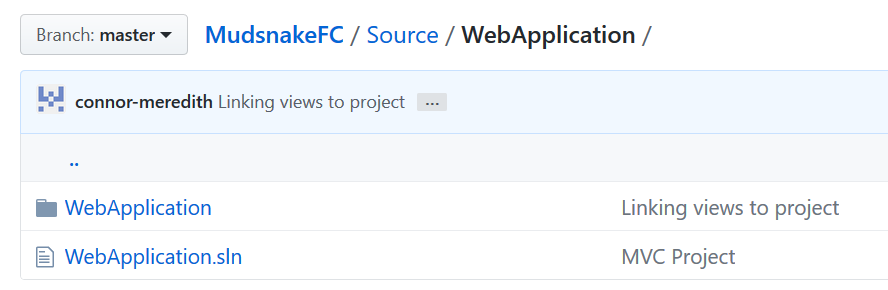 Branch: master MudsnakeFC / Source / WebApplication /
connor-meredith Linking views to project ...
..
WebApplication Linking views to project
WebApplication.sln MVC Project